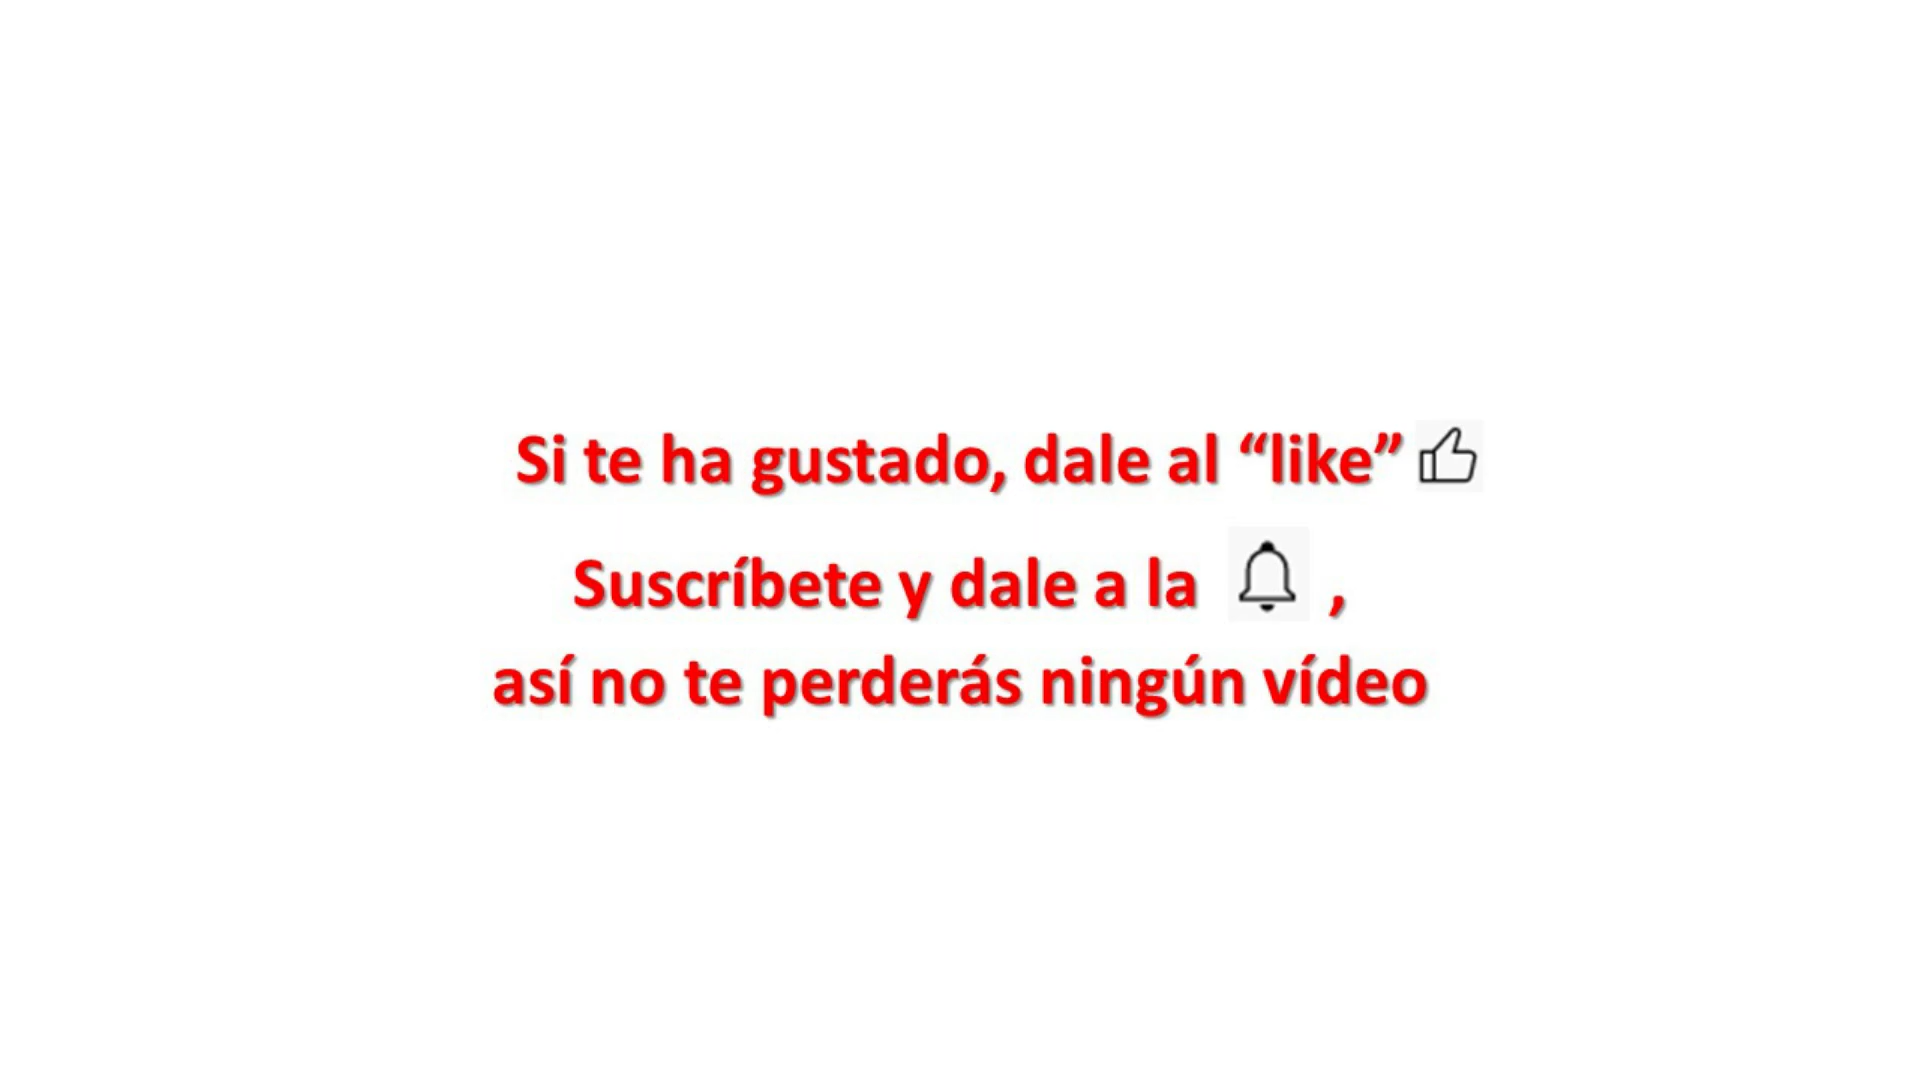 Si te ha gustado, dale al “like”
Suscríbete y dale a la ,
así no te perderás ningún vídeo